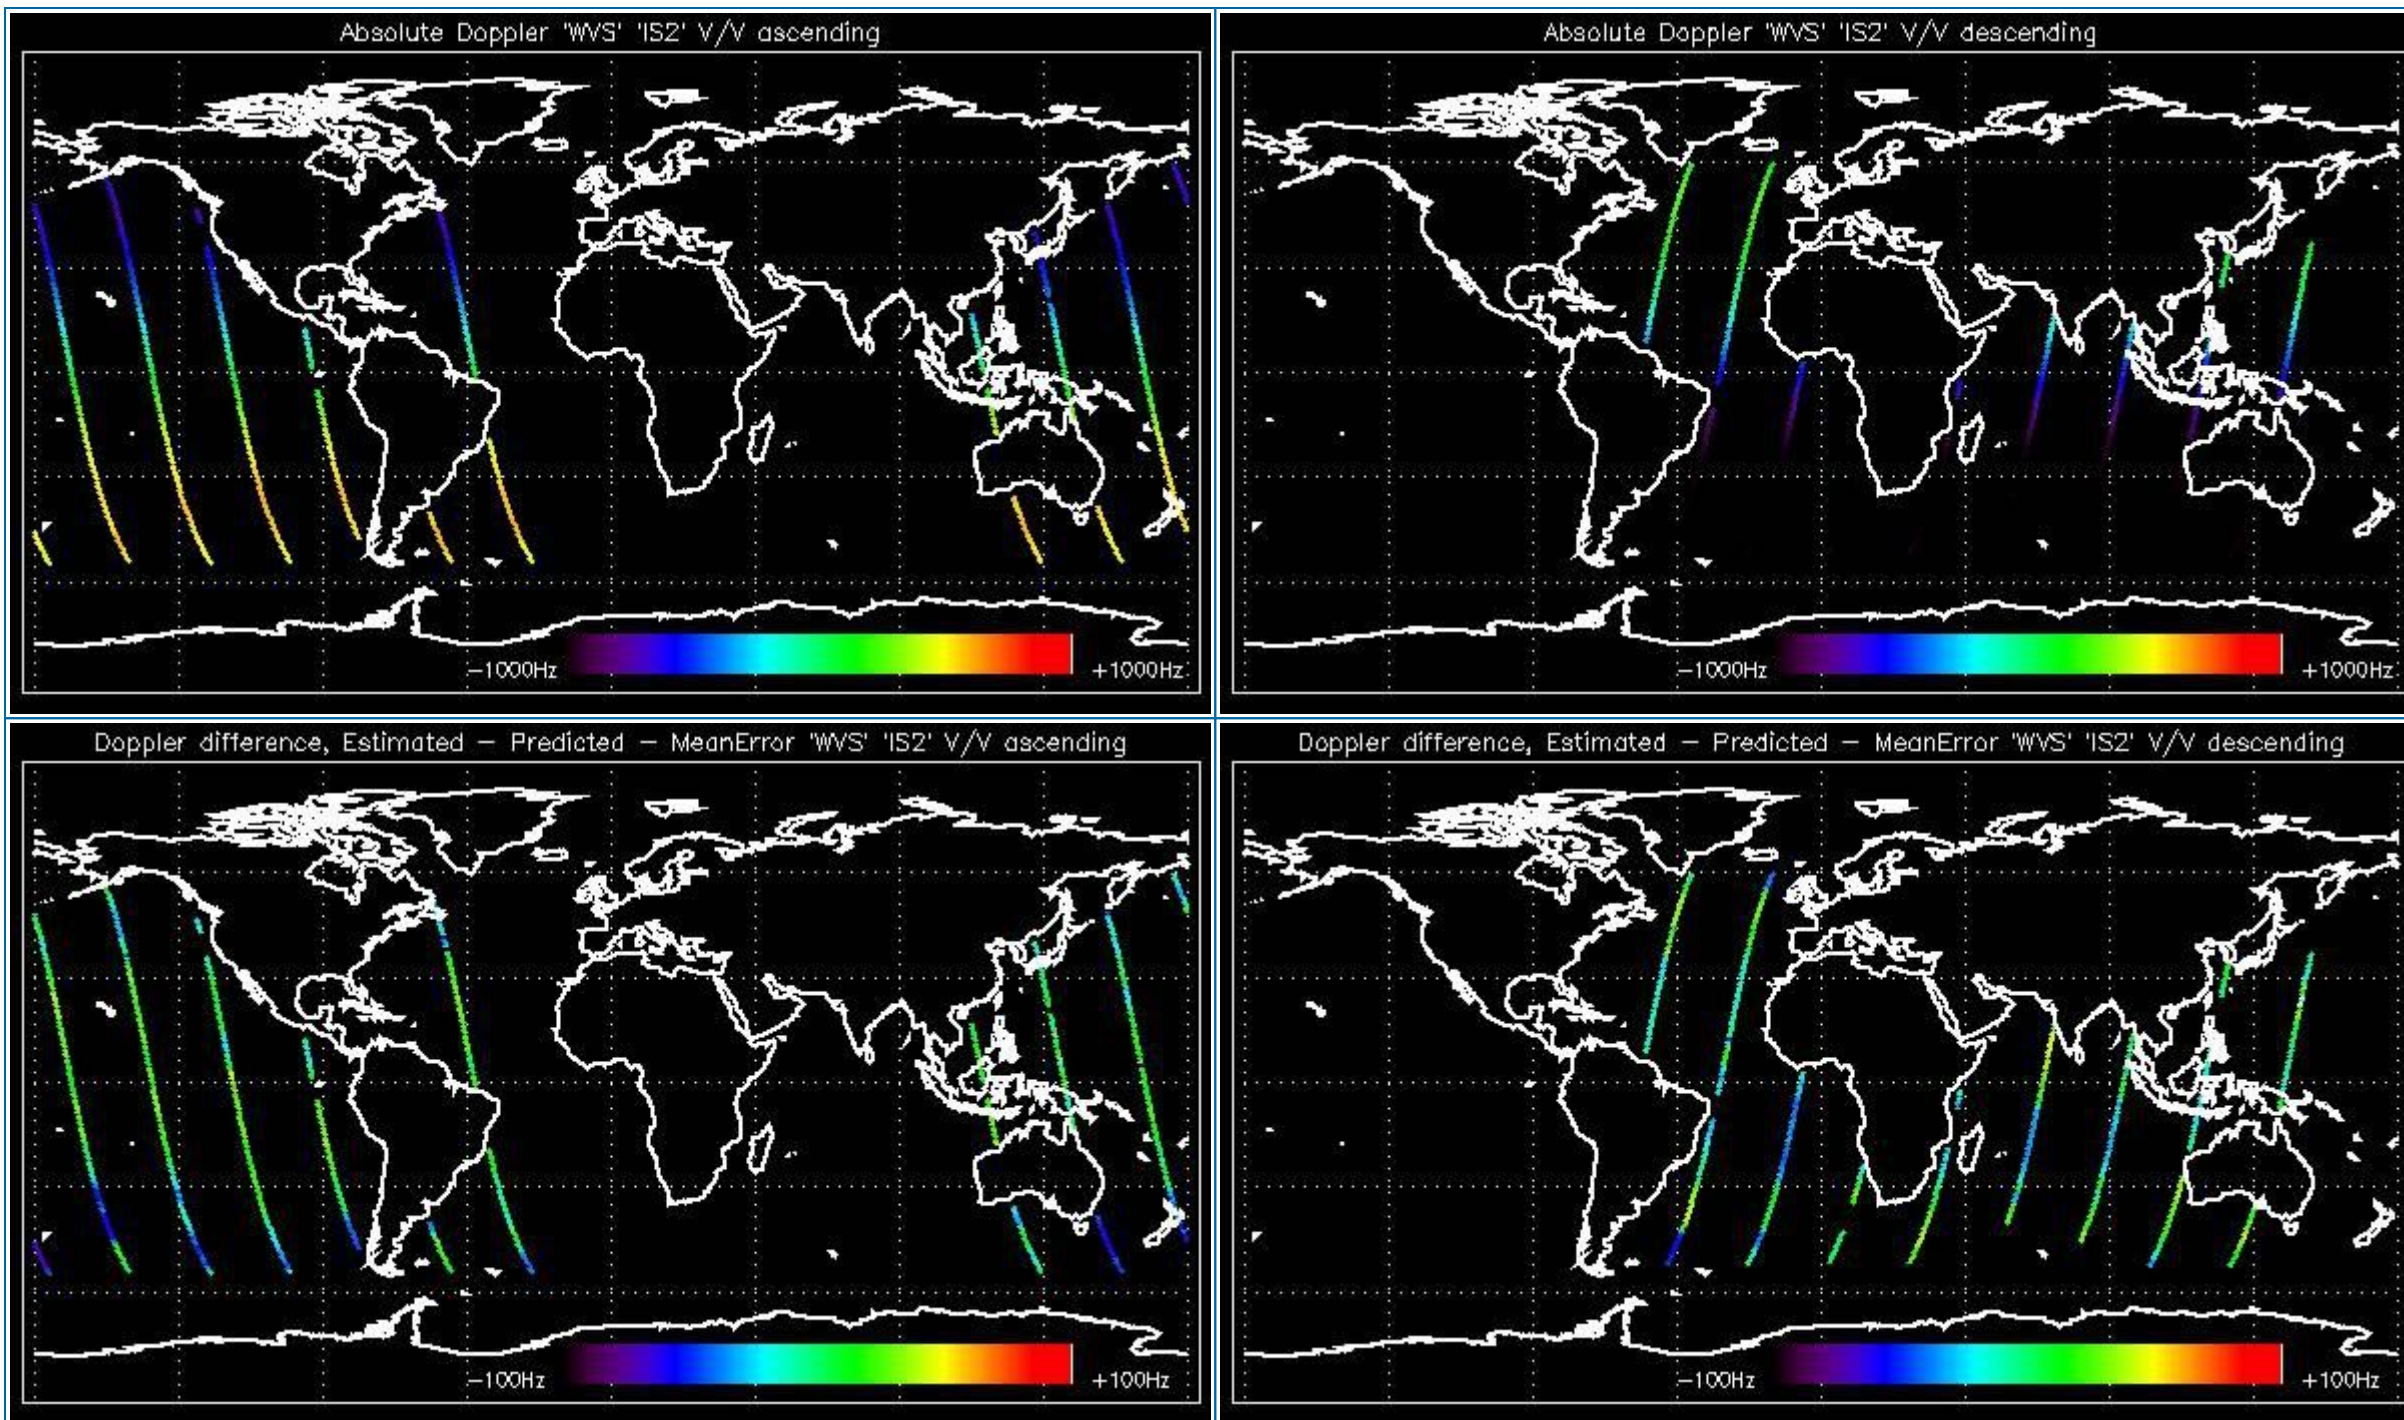 Absolute Doppler 'WVS' 'IS2' V/V ascending
-1000Hz
+1000Hz
Absolute Doppler 'WVS' 'IS2' V/V descending
-1000Hz
+1000Hz
Doppler difference, Estimated - Predicted - MeanError 'WVS' 'IS2' V/V ascending
-100Hz
+100Hz
Doppler difference, Estimated - Predicted - MeanError 'WVS' 'IS2' V/V descending
-100Hz
+100Hz